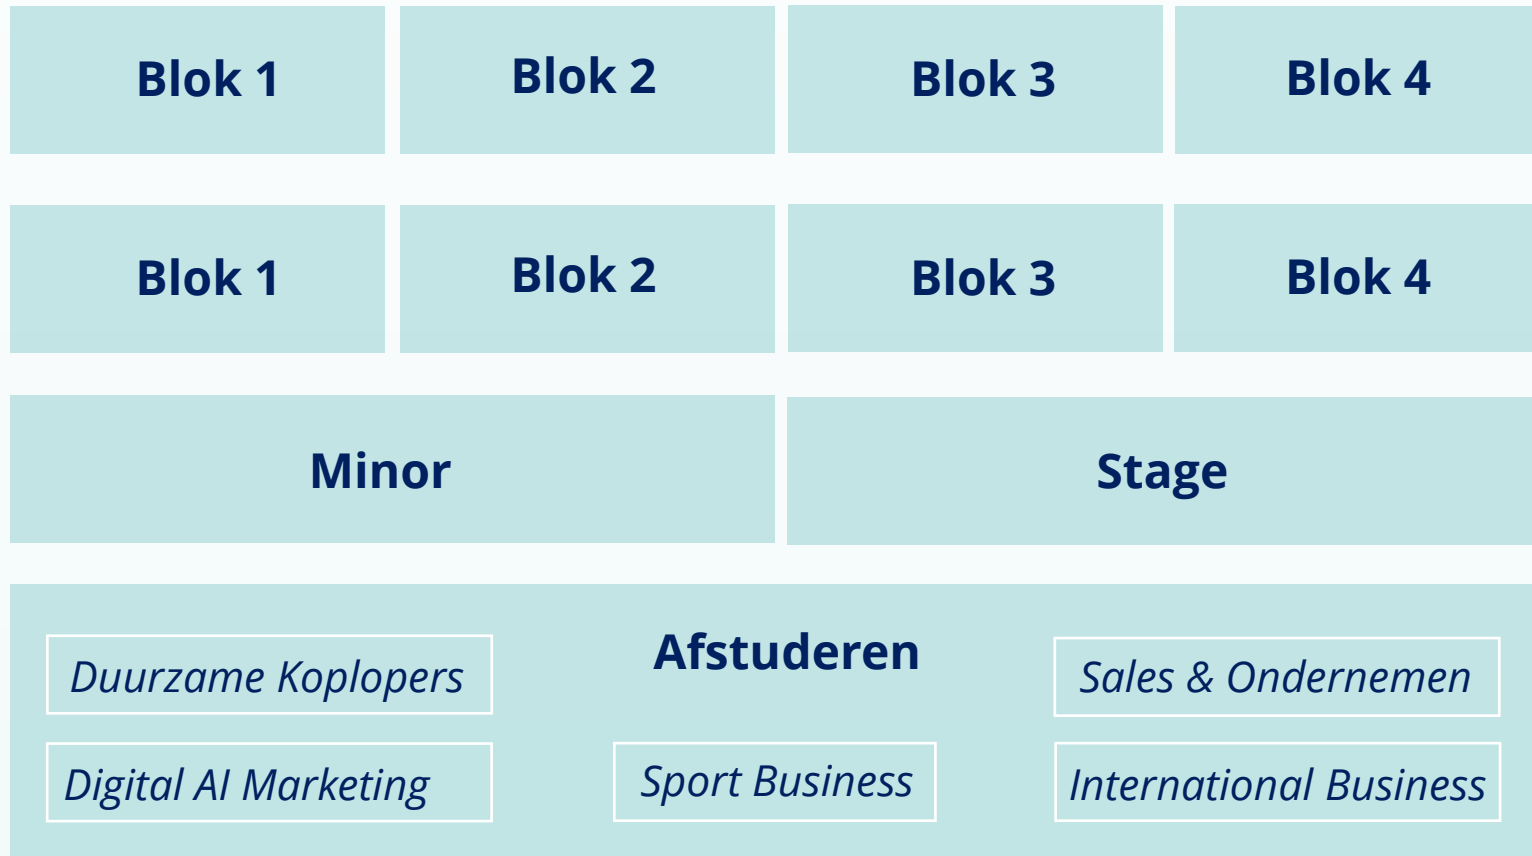 Blok 1
Blok 2
Blok 3
Blok 4
Blok 1
Blok 2
Blok 3
Blok 4
Minor
Stage
Afstuderen
Duurzame Koplopers
Sales & Ondernemen
Digital AI Marketing
Sport Business
International Business